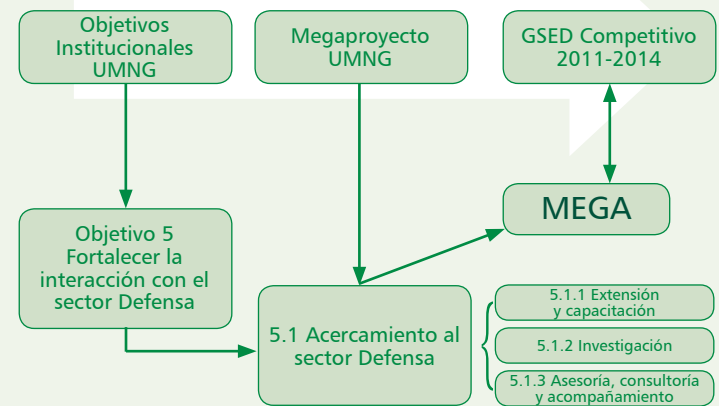 Objetivos
Institucionales
UMNG
Megaproyecto
UMNG
GSED Competitivo
2011-2014
Objetivo 5
Fortalecer la
interacción con el
sector Defensa
MEGA
5.1 Acercamiento al
sector Defensa
5.1.1 Extensión
y capacitación
5.1.2 Investigación
5.1.3 Asesoría, consultoría
y acompañamiento